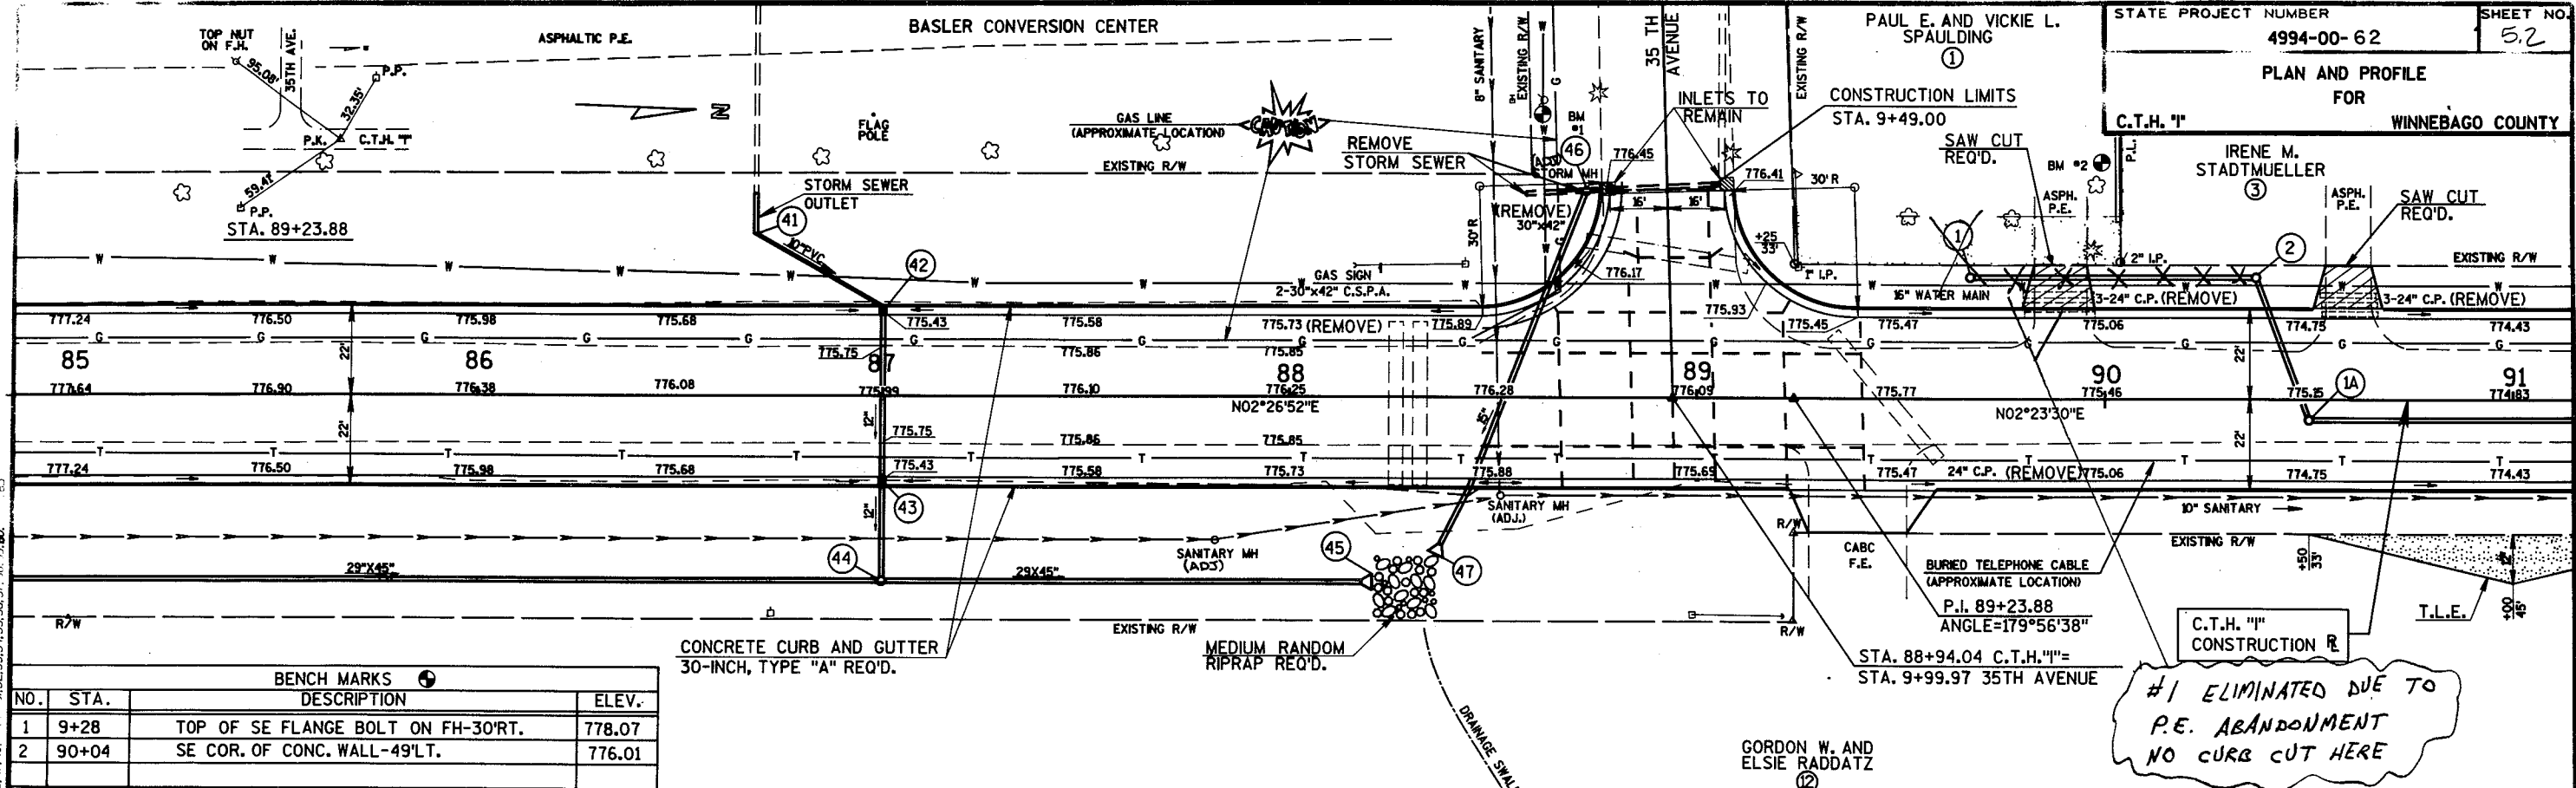 BASLER CONVERSION CENTER
ASPHALTIC P.E.
TOP NUT
ON F.H.
35TH AVE.
95.08'
P.P.
32.35'
P.K.
C.T.H. "I"
59.41'
P.P.
STA. 89+23.88
N
FLAG
POLE
STORM SEWER
OUTLET
41
10"PVC
42
GAS LINE
(APPROXIMATE LOCATION)
CAUTION
EXISTING R/W
REMOVE
STORM SEWER
8" SANITARY
EXISTING R/W
BM
#1
46
STORM MH
35 TH
AVENUE
INLETS TO
REMAIN
776.45
776.41
EXISTING R/W
PAUL E. AND VICKIE L.
SPAULDING
1
CONSTRUCTION LIMITS
STA. 9+49.00
STATE PROJECT NUMBER
4994-00-62
SHEET NO.
5.2
PLAN AND PROFILE
FOR
C.T.H. "I"
WINNEBAGO COUNTY
SAW CUT
REQ'D.
BM #2
P.L.
ASPH.
P.E.
IRENE M.
STADTMUELLER
3
ASPH.
P.E.
SAW CUT
REQ'D.
30'R
(REMOVE)
30"x42"
16'
16'
30'R
+25
33'
1" I.P.
1
2" I.P.
2
EXISTING R/W
GAS SIGN
2-30"x42" C.S.P.A.
776.17
16" WATER MAIN
3-24" C.P. (REMOVE)
3-24" C.P. (REMOVE)
777.24
776.50
775.98
775.68
775.43
775.58
775.73 (REMOVE)
775.89
775.93
775.45
775.47
775.06
774.75
774.43
85
22'
86
775.75
87
775.86
775.85
88
89
90
22'
1A
91
777.64
776.90
776.38
776.08
775.99
776.10
776.25
776.28
776.09
775.77
775.46
775.15
774.83
N02°26'52"E
N02°23'30"E
22'
12"
775.75
775.86
775.85
15"
22'
777.24
776.50
775.98
775.68
775.43
775.58
775.73
775.88
775.69
775.47
24" C.P. (REMOVE)
775.06
774.75
774.43
43
12"
SANITARY MH
(ADJ.)
10" SANITARY
44
SANITARY MH
(ADJ)
45
47
R/W
CABC
F.E.
EXISTING R/W
+50
33'
12'
29"X45"
29X45"
BURIED TELEPHONE CABLE
(APPROXIMATE LOCATION)
P.I. 89+23.88
ANGLE=179°56'38"
+00
45'
T.L.E.
R/W
EXISTING R/W
R/W
CONCRETE CURB AND GUTTER
30-INCH, TYPE "A" REQ'D.
MEDIUM RANDOM
RIPRAP REQ'D.
STA. 88+94.04 C.T.H."I"=
STA. 9+99.97 35TH AVENUE
C.T.H. "I"
CONSTRUCTION RL
#1 ELIMINATED DUE TO
P.E. ABANDONMENT
NO CURB CUT HERE
BENCH MARKS
NO. STA. DESCRIPTION ELEV.
1 9+28 TOP OF SE FLANGE BOLT ON FH-30'RT. 778.07
2 90+04 SE COR. OF CONC. WALL-49'LT. 776.01
DRAINAGE SWALE
GORDON W. AND
ELSIE RADDATZ
12